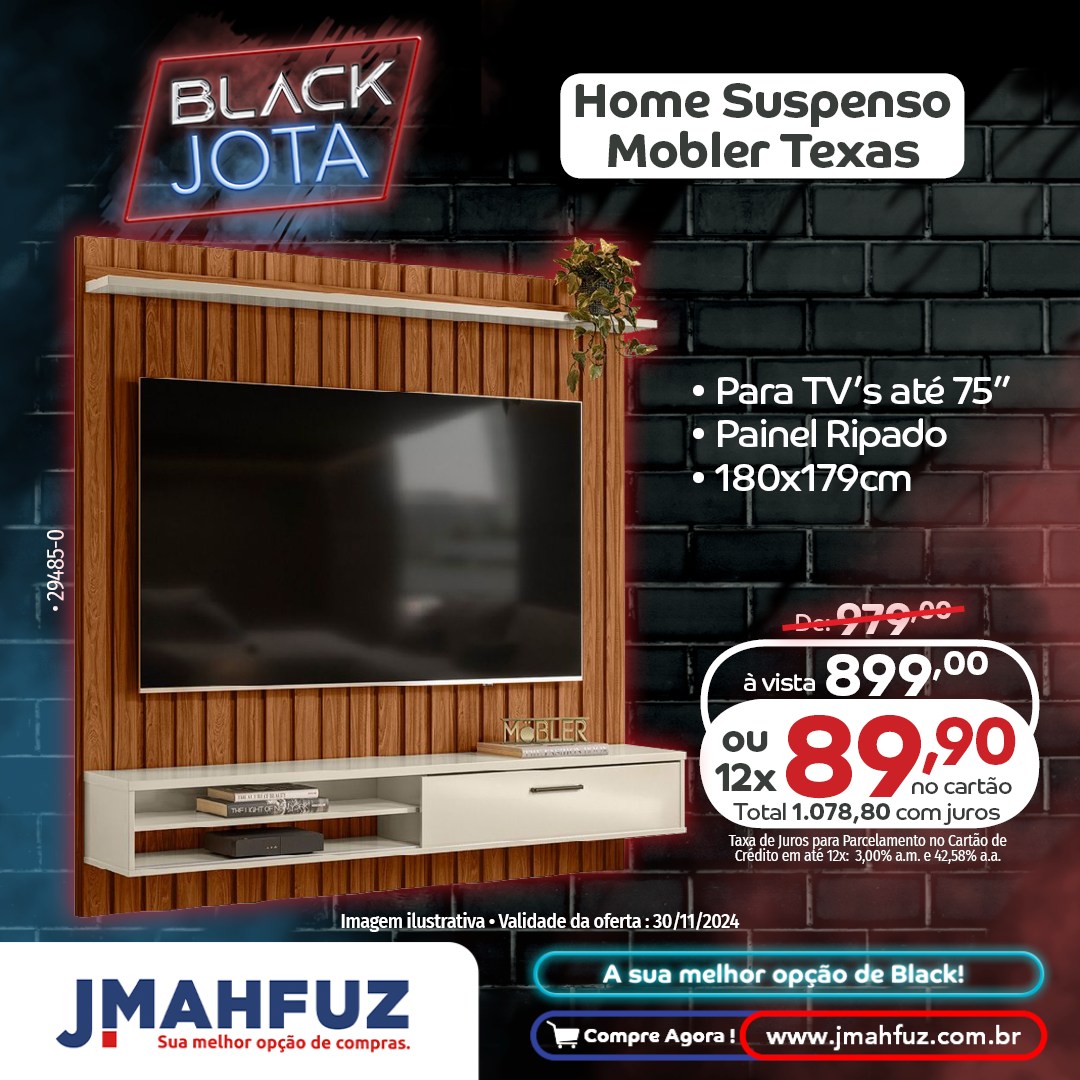 BLACK
JOTA
Home Suspenso
Mobler Texas
• Para TV's até 75"
• Painel Ripado
• 180x179cm
• 29485-0
De: 979,00
à vista 899,00
ou
12x 89,90
no cartão
Total 1.078,80 com juros
Taxa de Juros para Parcelamento no Cartão de
Crédito em até 12x: 3,00% a.m. e 42,58% a.a.
MOBLER
Imagem ilustrativa • Validade da oferta : 30/11/2024
JMAHFUZ
Sua melhor opção de compras.
A sua melhor opção de Black!
Compre Agora !
www.jmahfuz.com.br